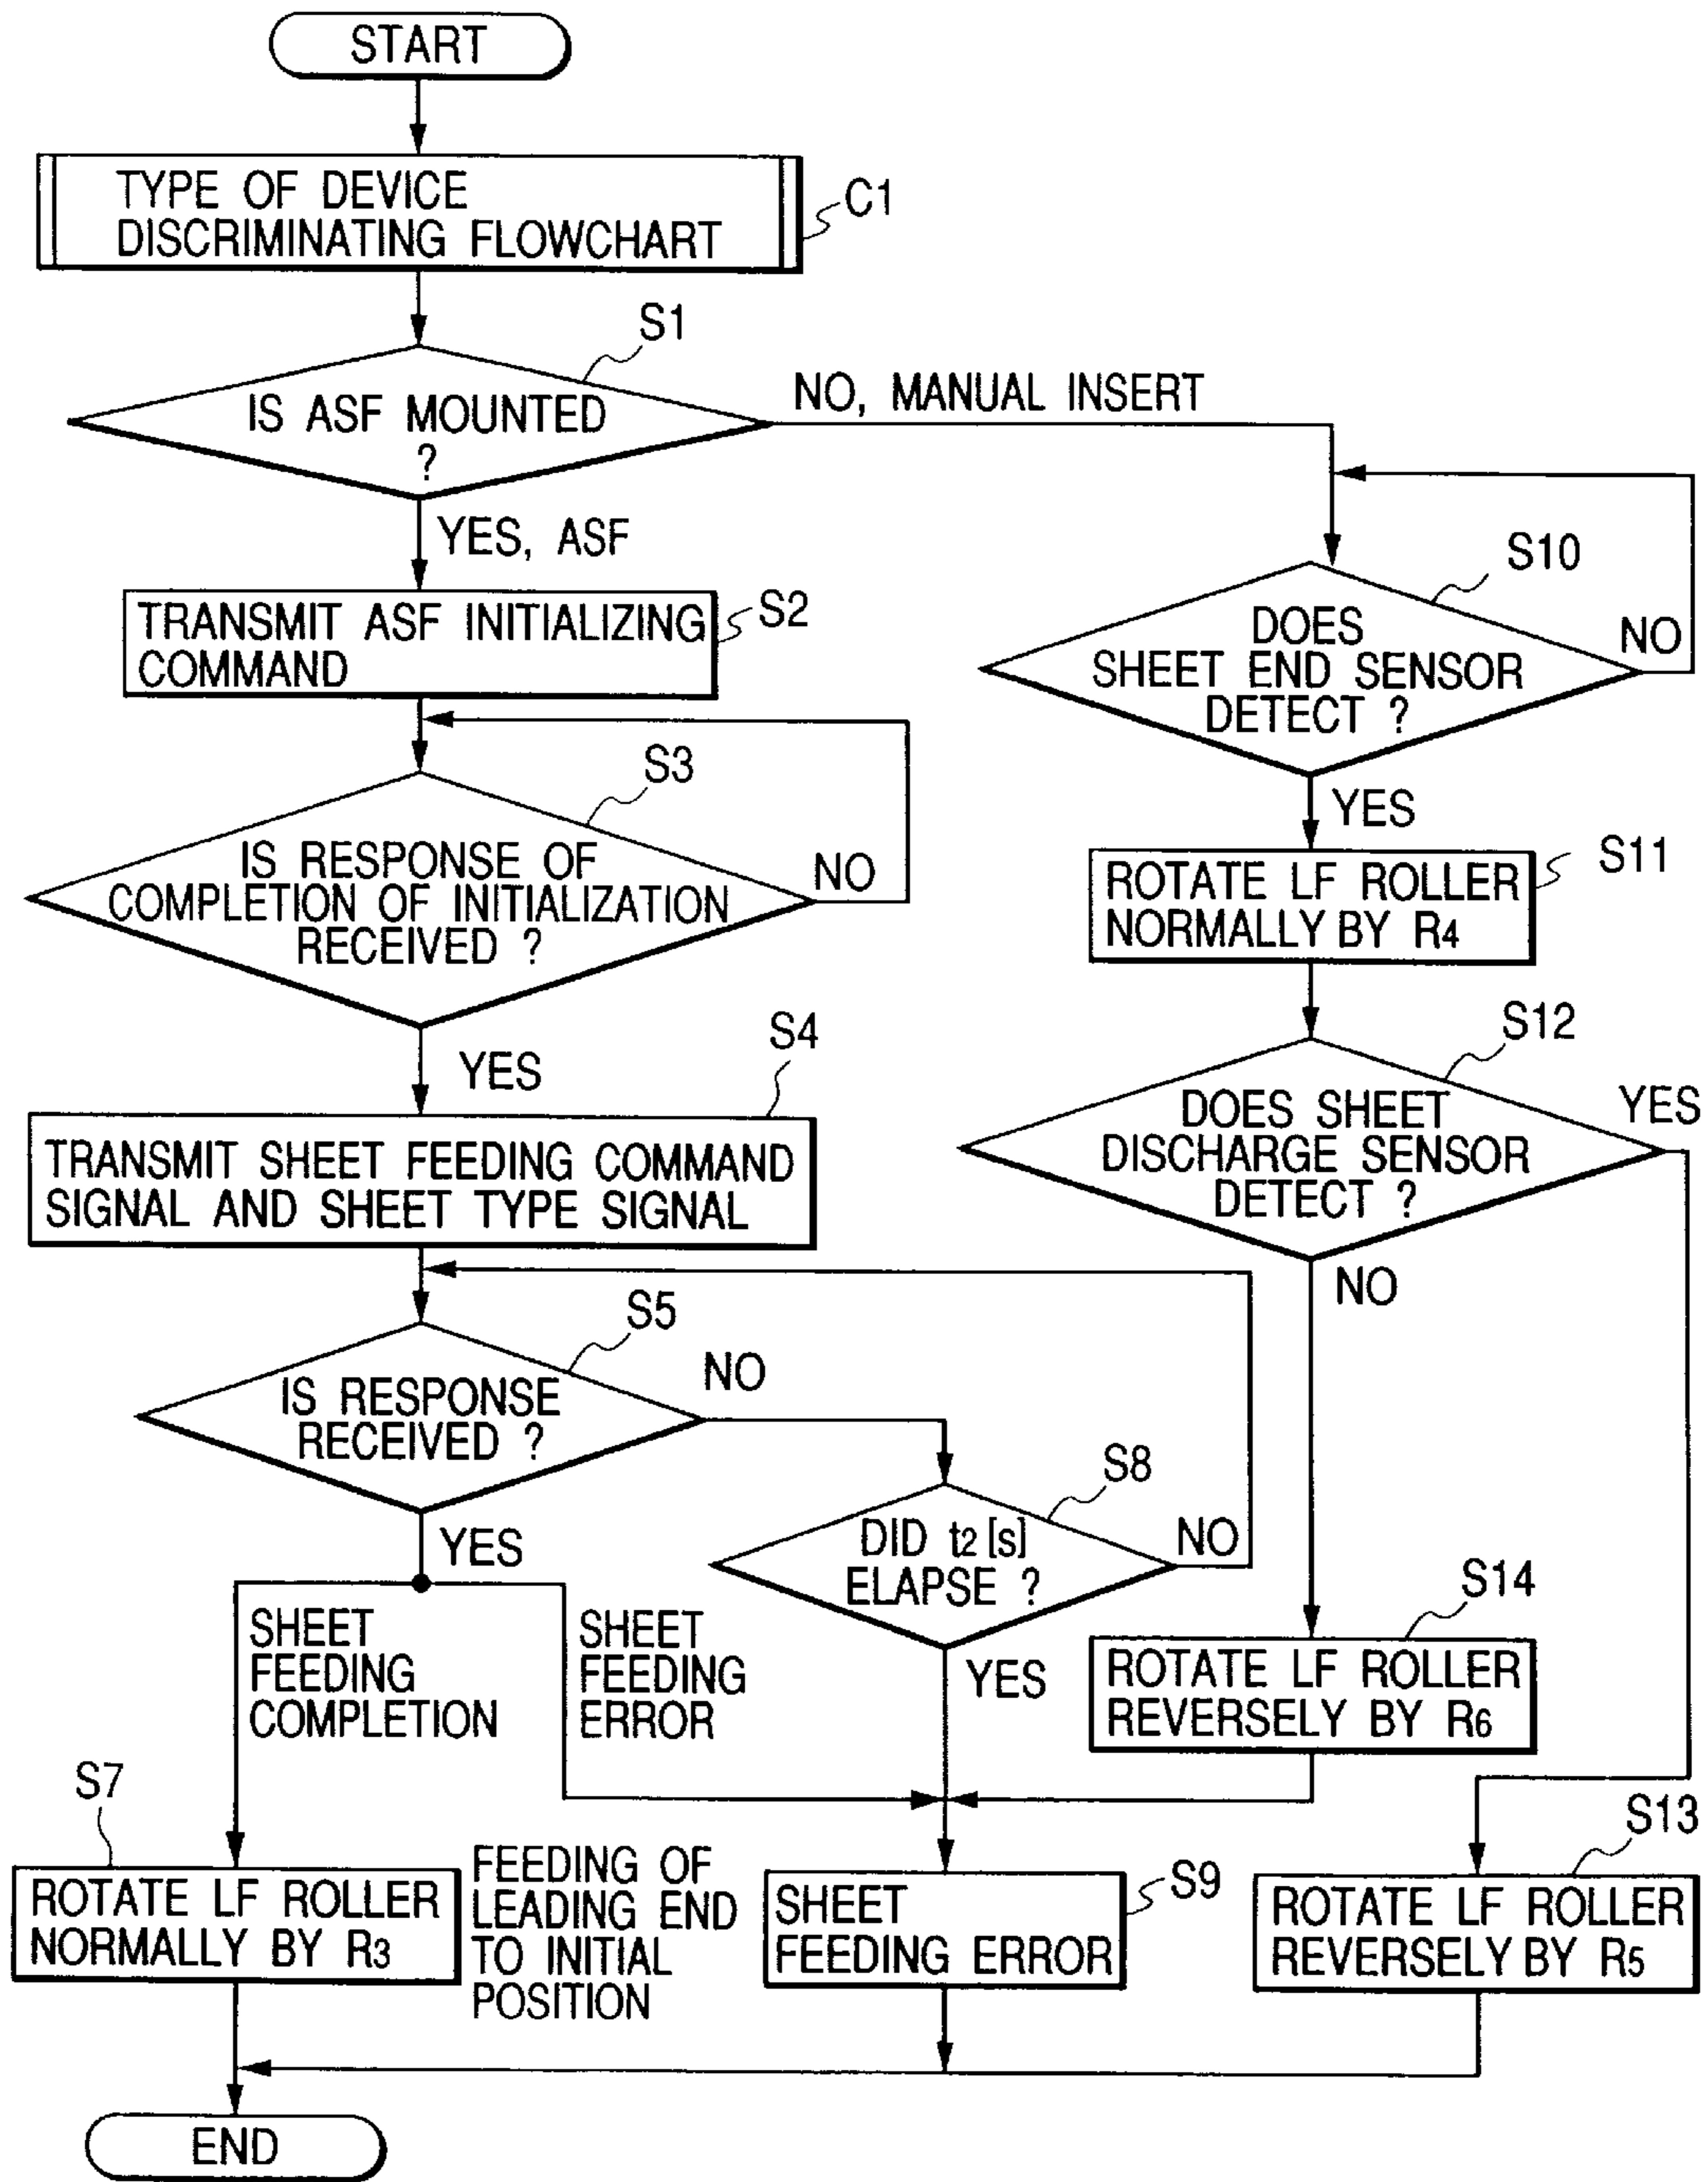 START
TYPE OF DEVICE
DISCRIMINATING FLOWCHART
C1
S1
IS ASF MOUNTED
?
NO, MANUAL INSERT
YES, ASF
TRANSMIT ASF INITIALIZING
COMMAND
S2
S3
IS RESPONSE OF
COMPLETION OF INITIALIZATION
RECEIVED ?
NO
YES
S4
TRANSMIT SHEET FEEDING COMMAND
SIGNAL AND SHEET TYPE SIGNAL
S5
IS RESPONSE
RECEIVED ?
NO
YES
S8
DID t2 [s]
ELAPSE ?
NO
YES
SHEET
FEEDING
COMPLETION
SHEET
FEEDING
ERROR
S7
ROTATE LF ROLLER
NORMALLY BY R3
FEEDING OF
LEADING END
TO INITIAL
POSITION
S9
SHEET
FEEDING ERROR
S10
DOES
SHEET END SENSOR
DETECT ?
NO
YES
S11
ROTATE LF ROLLER
NORMALLY BY R4
S12
DOES SHEET
DISCHARGE SENSOR
DETECT ?
YES
NO
S14
ROTATE LF ROLLER
REVERSELY BY R6
S13
ROTATE LF ROLLER
REVERSELY BY R5
END